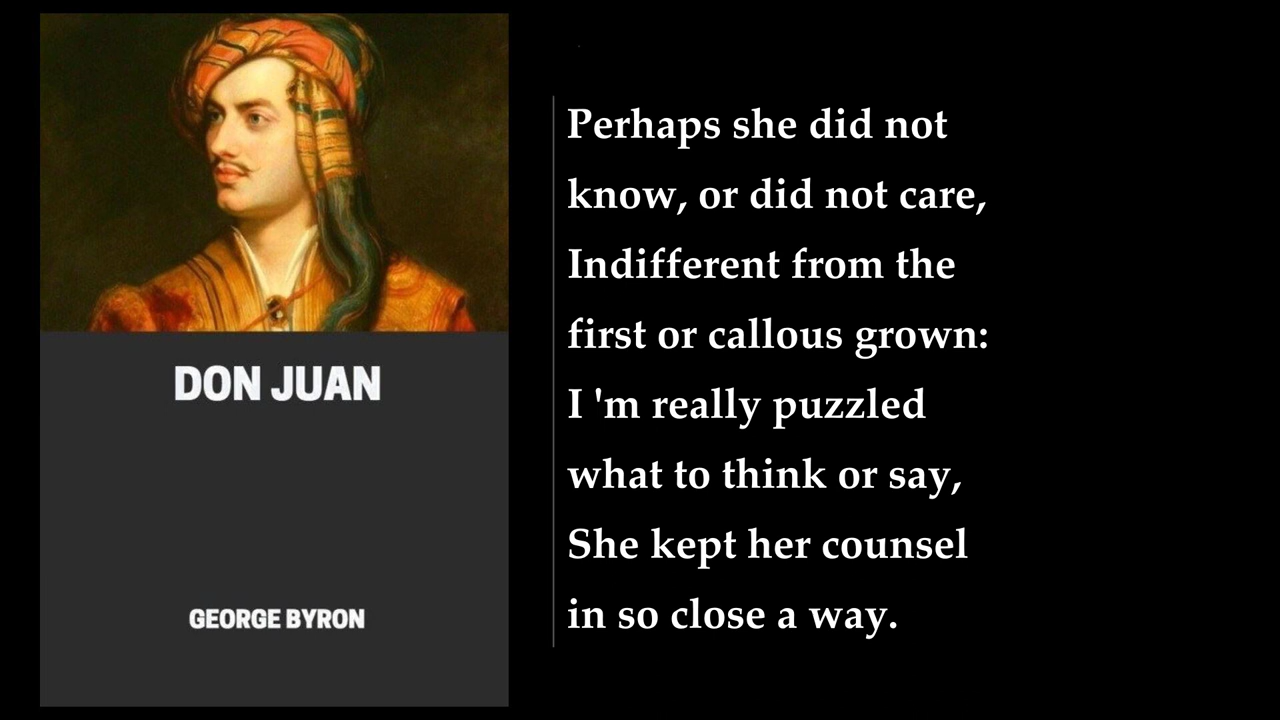 DON JUAN
GEORGE BYRON
Perhaps she did not
know, or did not care,
Indifferent from the
first or callous grown:
I 'm really puzzled
what to think or say,
She kept her counsel
in so close a way.